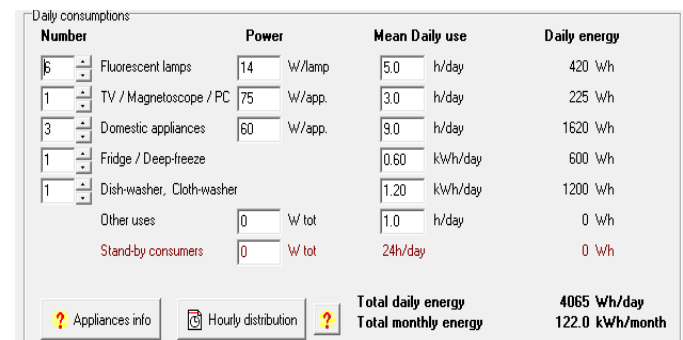 Daily consumptions
Number Power Mean Daily use Daily energy
6 Fluorescent lamps 14 W/lamp 5.0 h/day 420 Wh
1 TV / Magnetoscope / PC 75 W/app. 3.0 h/day 225 Wh
3 Domestic appliances 60 W/app. 9.0 h/day 1620 Wh
1 Fridge / Deep-freeze 0.60 kWh/day 600 Wh
1 Dish-washer, Cloth-washer 1.20 kWh/day 1200 Wh
Other uses 0 W tot 1.0 h/day 0 Wh
Stand-by consumers 0 W tot 24h/day 0 Wh
Total daily energy 4065 Wh/day
? Appliances info Hourly distribution ? Total monthly energy 122.0 kWh/month